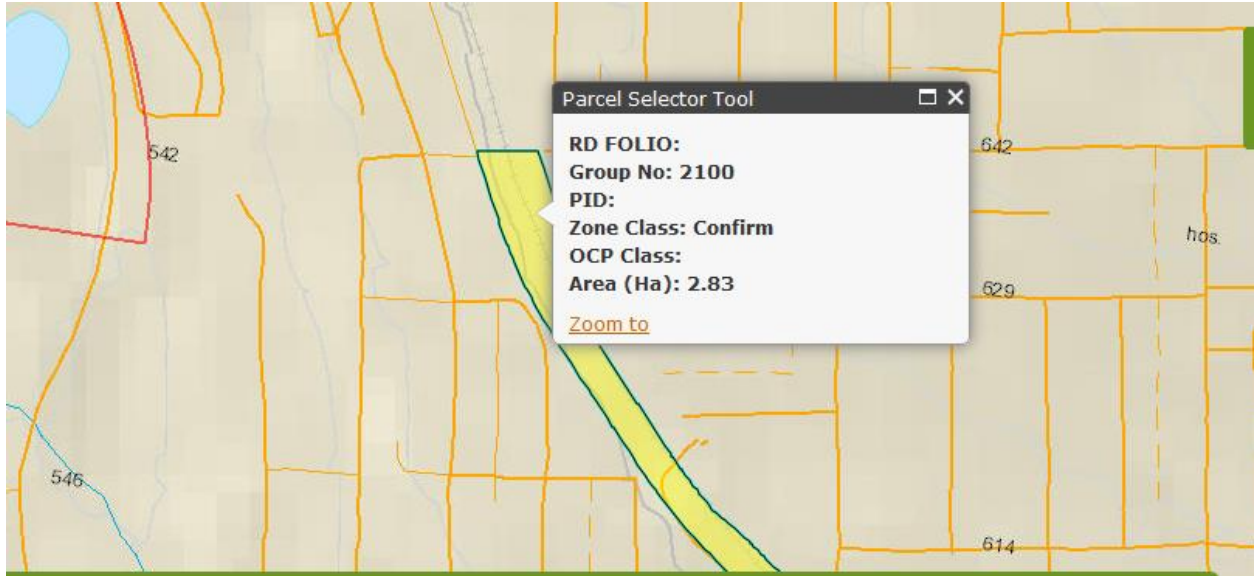 Parcel Selector Tool
RD FOLIO:
Group No: 2100
PID:
Zone Class: Confirm
OCP Class:
Area (Ha): 2.83
Zoom to
542
642
hos.
629
546
614